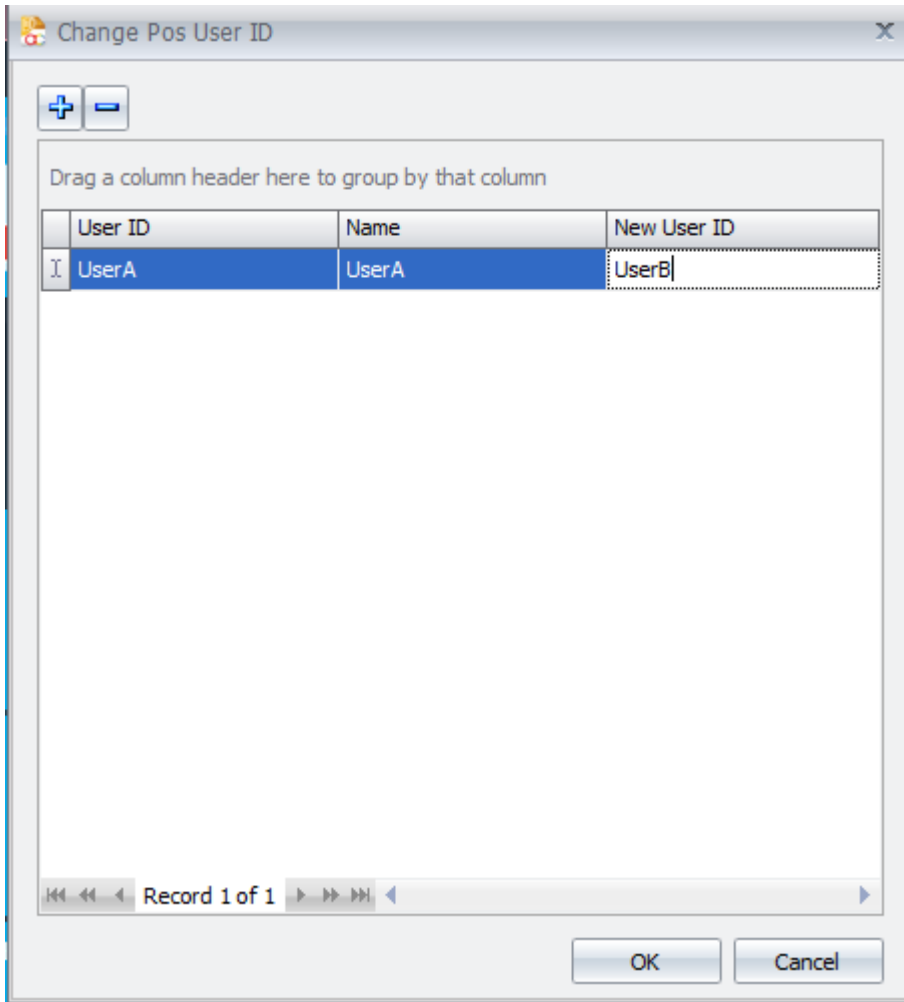 Change Pos User ID
Drag a column header here to group by that column
User ID Name New User ID
UserA UserA UserB
Record 1 of 1
OK Cancel